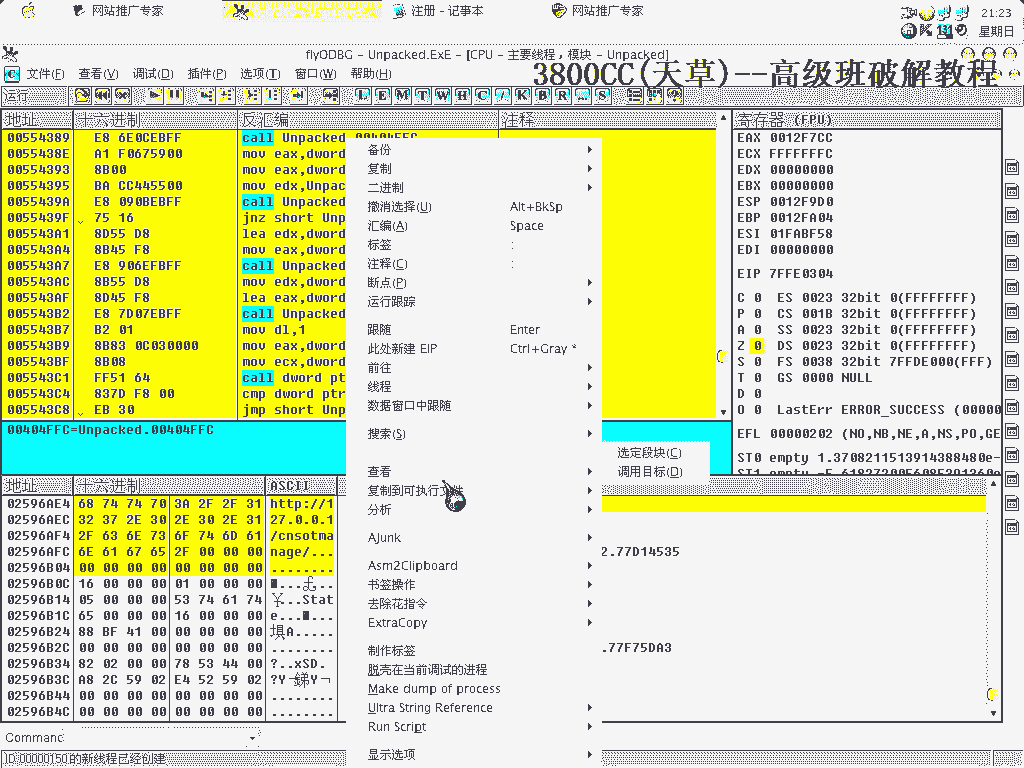 网站推广专家
注册 - 记事本
网站推广专家
21:23
星期日
flyODBG - Unpacked.ExE - [CPU - 主要线程, 模块 - Unpacked]
文件(F) 查看(V) 调试(D) 插件(P) 选项(T) 窗口(W) 帮助(H)
3800CC(天草)--高级班破解教程
运行
L E M T W H C / K B R ... S
地址 十六进制 反汇编 注释
00554389 E8 6E0CEBFF call Unpacked.00404FFC
0055438E A1 F0675900 mov eax,dword
00554393 8B00 mov eax,dword
00554395 BA CC445500 mov edx,Unpac
0055439A E8 090BEBFF call Unpacked
0055439F 75 16 jnz short Unp
005543A1 8D55 D8 lea edx,dword
005543A4 8B45 F8 mov eax,dword
005543A7 E8 906EFBFF call Unpacked
005543AC 8B55 D8 mov edx,dword
005543AF 8D45 F8 lea eax,dword
005543B2 E8 7D07EBFF call Unpacked
005543B7 B2 01 mov dl,1
005543B9 8B83 0C030000 mov eax,dword
005543BF 8B08 mov ecx,dword
005543C1 FF51 64 call dword pt
005543C4 837D F8 00 cmp dword ptr
005543C8 EB 30 jmp short Unp
00404FFC=Unpacked.00404FFC
寄存器 (FPU)
EAX 0012F7CC
ECX FFFFFFFC
EDX 00000000
EBX 00000000
ESP 0012F9D0
EBP 0012FA04
ESI 01FABF58
EDI 00000000
EIP 7FFE0304
C 0 ES 0023 32bit 0(FFFFFFFF)
P 0 CS 001B 32bit 0(FFFFFFFF)
A 0 SS 0023 32bit 0(FFFFFFFF)
Z 0 DS 0023 32bit 0(FFFFFFFF)
S 0 FS 0038 32bit 7FFDE000(FFF)
T 0 GS 0000 NULL
D 0
O 0 LastErr ERROR_SUCCESS (00000
EFL 00000202 (NO,NB,NE,A,NS,PO,GE
ST0 empty 1.3708211513914388480e-
备份
复制
二进制
撤消选择(U) Alt+BkSp
汇编(A) Space
标签 :
注释(C) ;
断点(P)
运行跟踪
跟随 Enter
此处新建 EIP Ctrl+Gray *
前往
线程
数据窗口中跟随
搜索(S)
查看
复制到可执行文件
分析
AJunk
Asm2Clipboard
书签操作
去除花指令
ExtraCopy
制作标签
脱壳在当前调试的进程
Make dump of process
Ultra String Reference
Run Script
显示选项
选定段块(C)
调用目标(D)
地址 十六进制 ASCII
02596AE4 68 74 74 70 3A 2F 2F 31 http://1
02596AEC 32 37 2E 30 2E 30 2E 31 27.0.0.1
02596AF4 2F 63 6E 73 6F 74 6D 61 /cnsotma
02596AFC 6E 61 67 65 2F 00 00 00 nage/...
02596B04 00 00 00 00 00 00 00 00 ........
02596B0C 16 00 00 00 01 00 00 00
02596B14 05 00 00 00 53 74 61 74 Stat
02596B1C 65 00 00 00 16 00 00 00
02596B24 88 BF 41 00 00 00 00 00 埧A.....
02596B2C 00 00 00 00 00 00 00 00 ........
02596B34 82 02 00 00 78 53 44 00 ?..xSD.
02596B3C A8 2C 59 02 E4 52 59 02
02596B44 00 00 00 00 00 00 00 00 ........
02596B4C 00 00 00 00 00 00 00 00 ........
2.77D14535
.77F75DA3
Command:
ID 00000150 的新线程已经创建